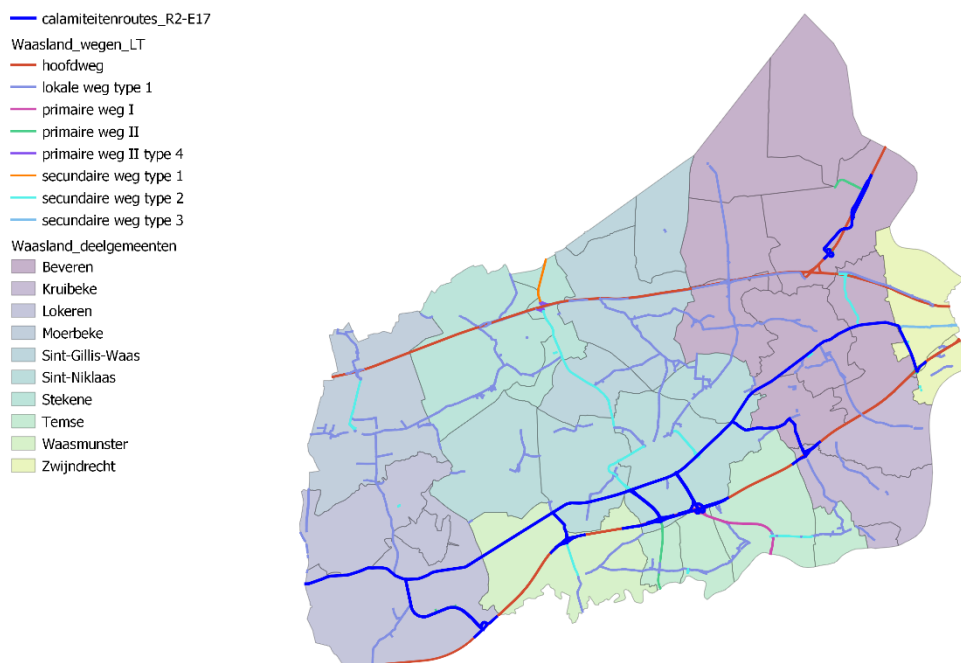 calamiteitenroutes_R2-E17
Waasland_wegen_LT
hoofdweg
lokale weg type 1
primaire weg I
primaire weg II
primaire weg II type 4
secundaire weg type 1
secundaire weg type 2
secundaire weg type 3
Waasland_deelgemeenten
Beveren
Kruibeke
Lokeren
Moerbeke
Sint-Gillis-Waas
Sint-Niklaas
Stekene
Temse
Waasmunster
Zwijndrecht